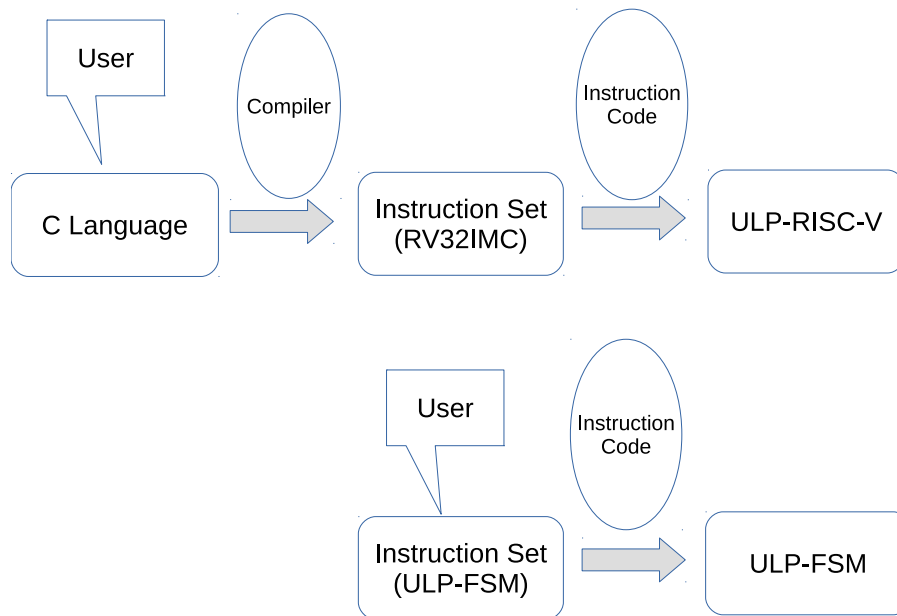 User
Compiler
Instruction
Code
C Language
Instruction Set
(RV32IMC)
ULP-RISC-V
User
Instruction
Code
Instruction Set
(ULP-FSM)
ULP-FSM